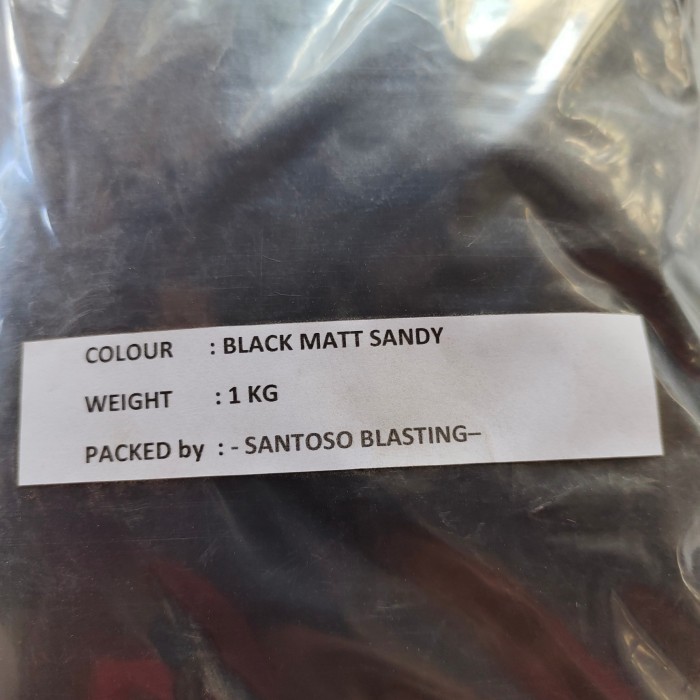 COLOUR : BLACK MATT SANDY
WEIGHT : 1 KG
PACKED by : - SANTOSO BLASTING–